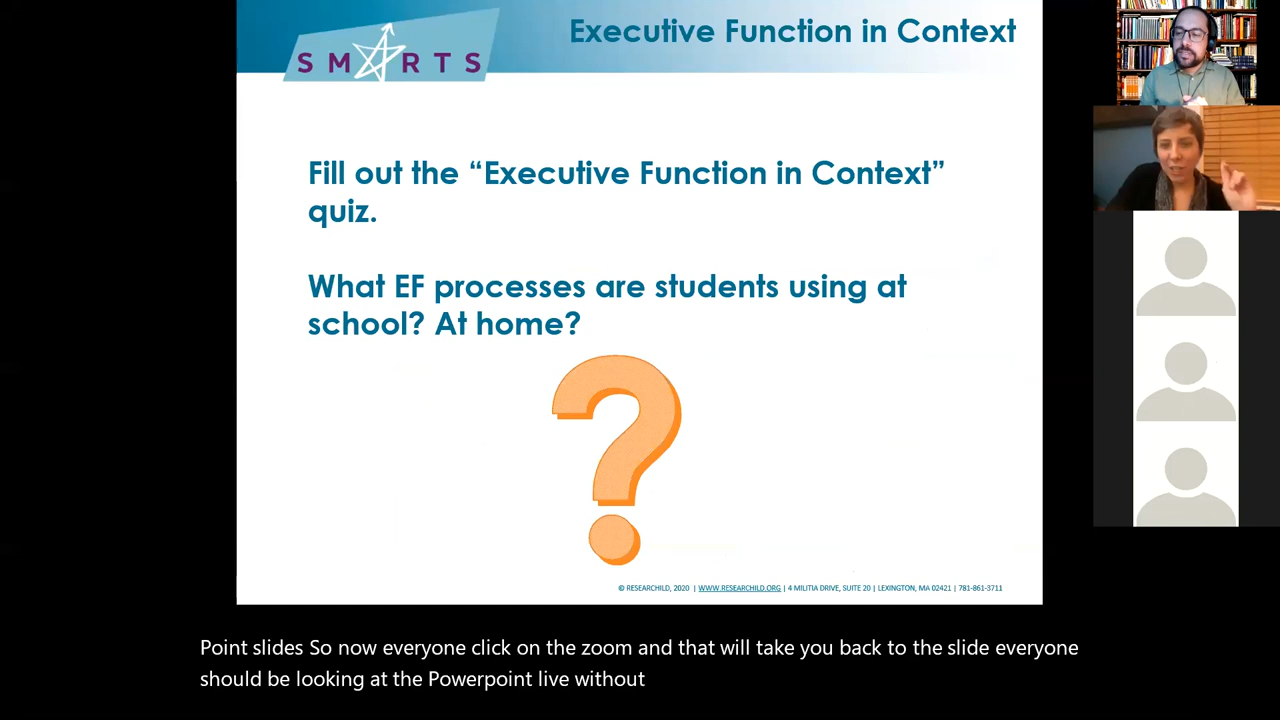 SMARTS
Executive Function in Context
Fill out the “Executive Function in Context”
quiz.
What EF processes are students using at
school? At home?
© RESEARCHILD, 2020 | WWW.RESEARCHILD.ORG | 4 MILITIA DRIVE, SUITE 20 | LEXINGTON, MA 02421 | 781-861-3711
Point slides So now everyone click on the zoom and that will take you back to the slide everyone
should be looking at the Powerpoint live without